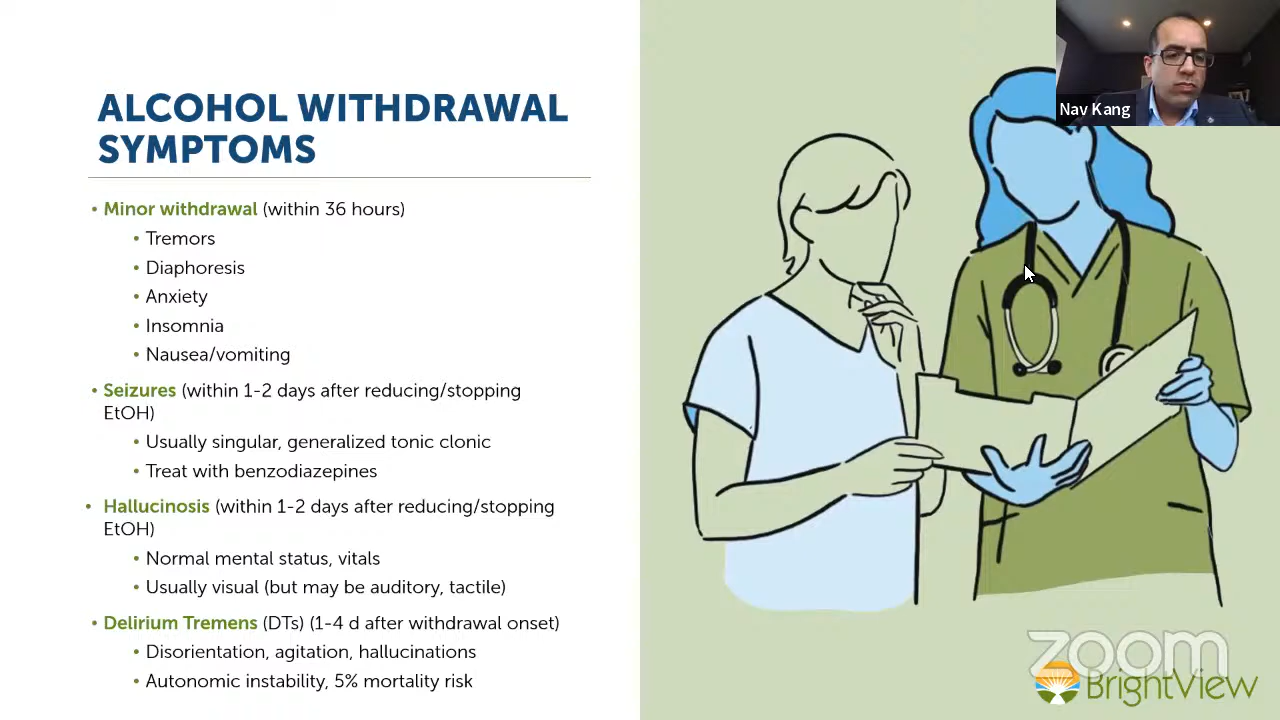 ALCOHOL WITHDRAWAL
SYMPTOMS
• Minor withdrawal (within 36 hours)
• Tremors
• Diaphoresis
• Anxiety
• Insomnia
• Nausea/vomiting
• Seizures (within 1-2 days after reducing/stopping
EtOH)
• Usually singular, generalized tonic clonic
• Treat with benzodiazepines
• Hallucinosis (within 1-2 days after reducing/stopping
EtOH)
• Normal mental status, vitals
• Usually visual (but may be auditory, tactile)
• Delirium Tremens (DTs) (1-4 d after withdrawal onset)
• Disorientation, agitation, hallucinations
• Autonomic instability, 5% mortality risk
Nav Kang
zoom
BrightView